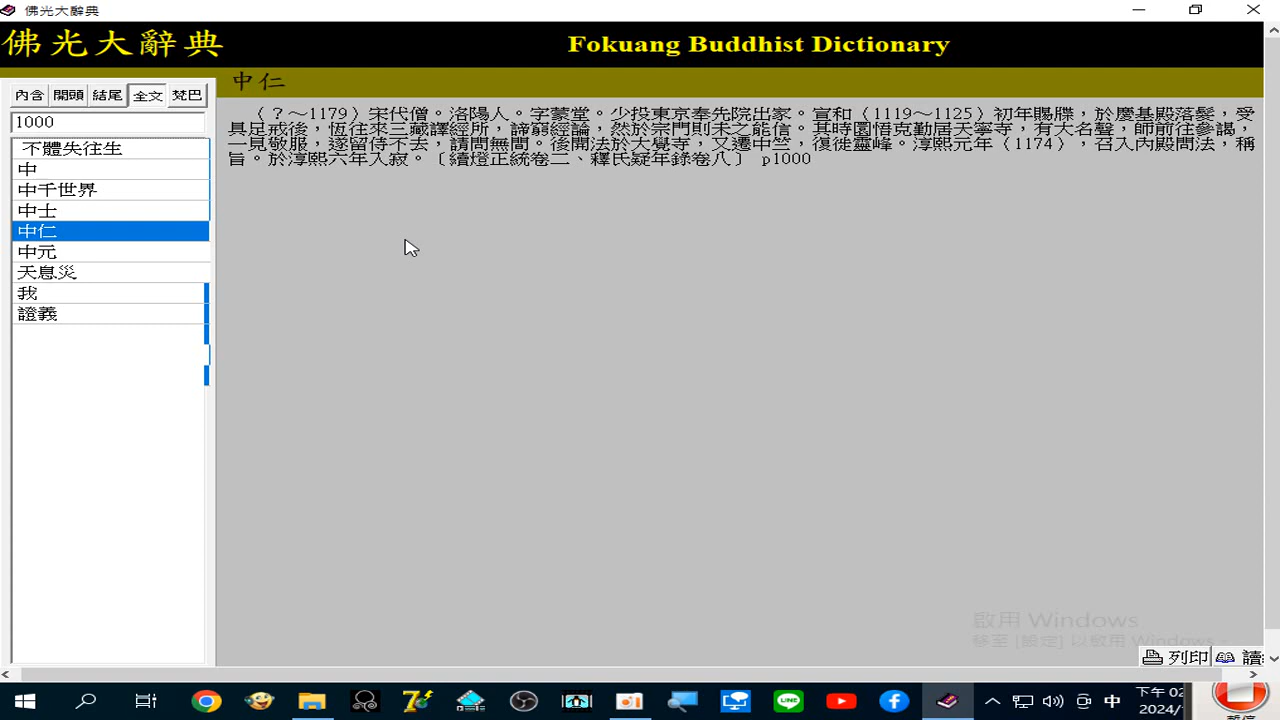 佛光大辭典
佛光大辭典
Fokuang Buddhist Dictionary
中仁
內含 開頭 結尾 全文 梵巴
1000
不體失往生
中
中千世界
中士
中仁
中元
天息災
我
證義
（？～1179）宋代僧。洛陽人。字蒙堂。少投東京奉先院出家。宣和（1119～1125）初年賜牒，於慶基殿落髮，受
具足戒後，恆往來三藏譯經所，諦窮經論，然於宗門則未之能信。其時圜悟克勤居天寧寺，有大名聲，師前往參謁，
一見敬服，遂留侍不去，請問無間。後開法於大覺寺，又遷中竺，復徙靈峰。淳熙元年（1174），召入內殿問法，稱
旨。於淳熙六年入寂。〔續燈正統卷二、釋氏疑年錄卷八〕 p1000
啟用 Windows
移至 [設定] 以啟用 Windows。
列印 讀
中
下午 02
2024/